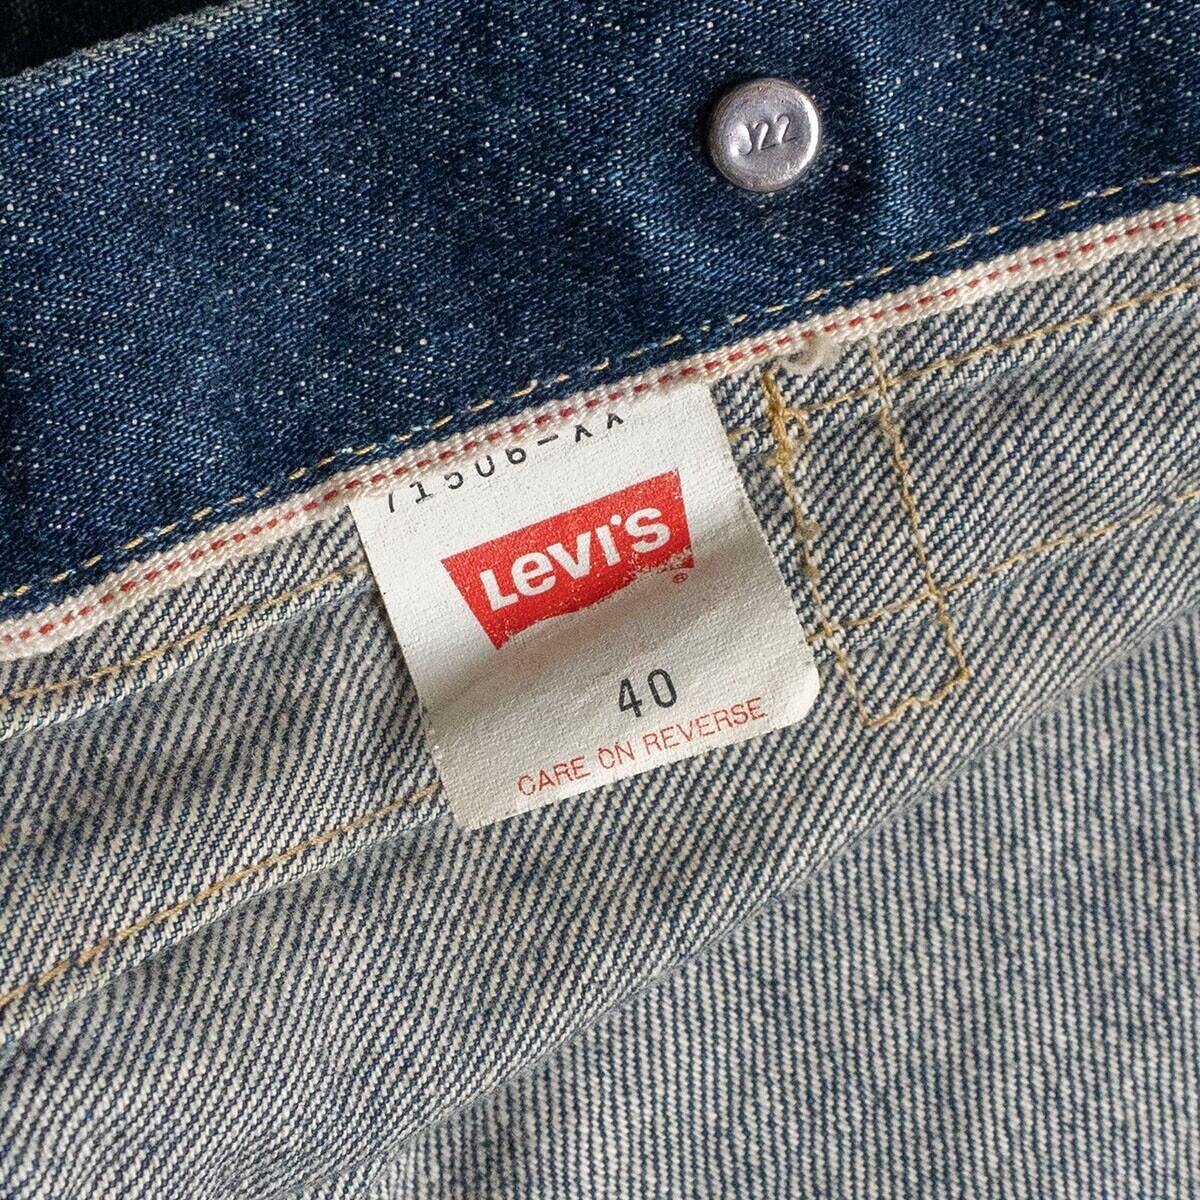 J22
71506-XX
Levi's
®
40
CARE ON REVERSE